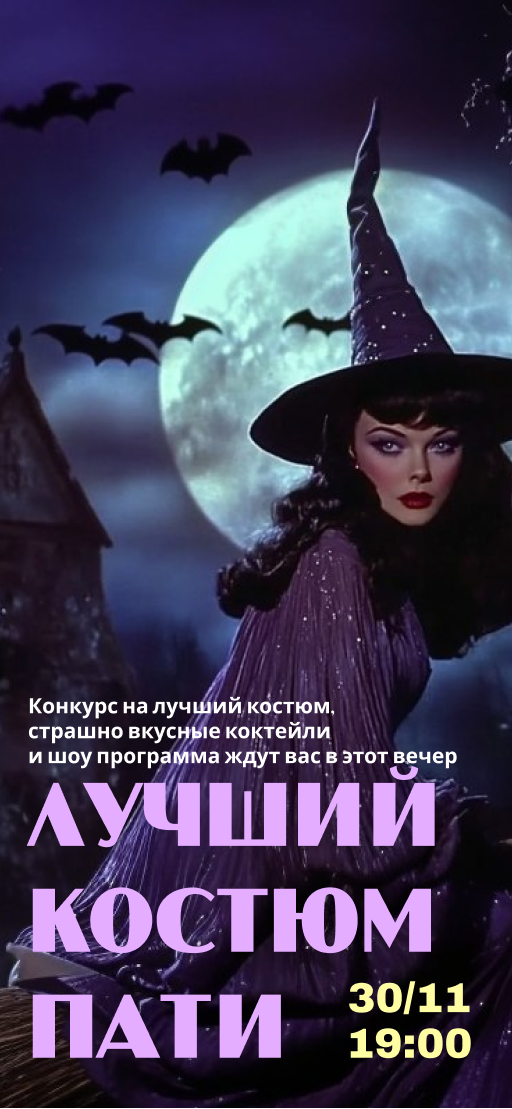 Конкурс на лучший костюм,
страшно вкусные коктейли
и шоу программа ждут вас в этот вечер
ЛУЧШИЙ
КОСТЮМ
ПАТИ
30/11
19:00